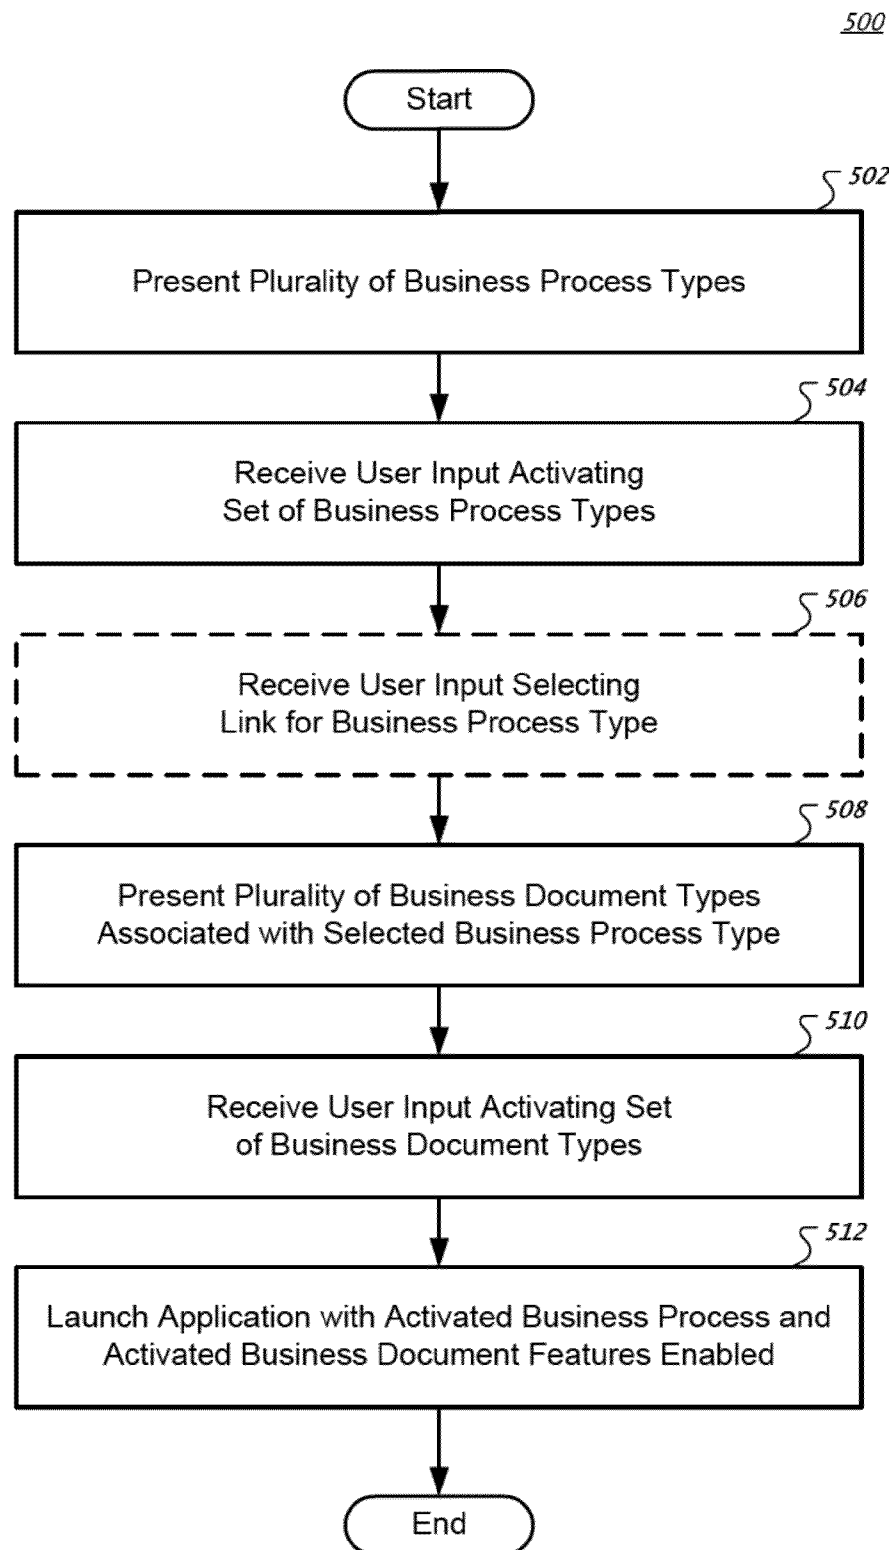 500
Start
502
Present Plurality of Business Process Types
504
Receive User Input Activating
Set of Business Process Types
506
Receive User Input Selecting
Link for Business Process Type
508
Present Plurality of Business Document Types
Associated with Selected Business Process Type
510
Receive User Input Activating Set
of Business Document Types
512
Launch Application with Activated Business Process and
Activated Business Document Features Enabled
End